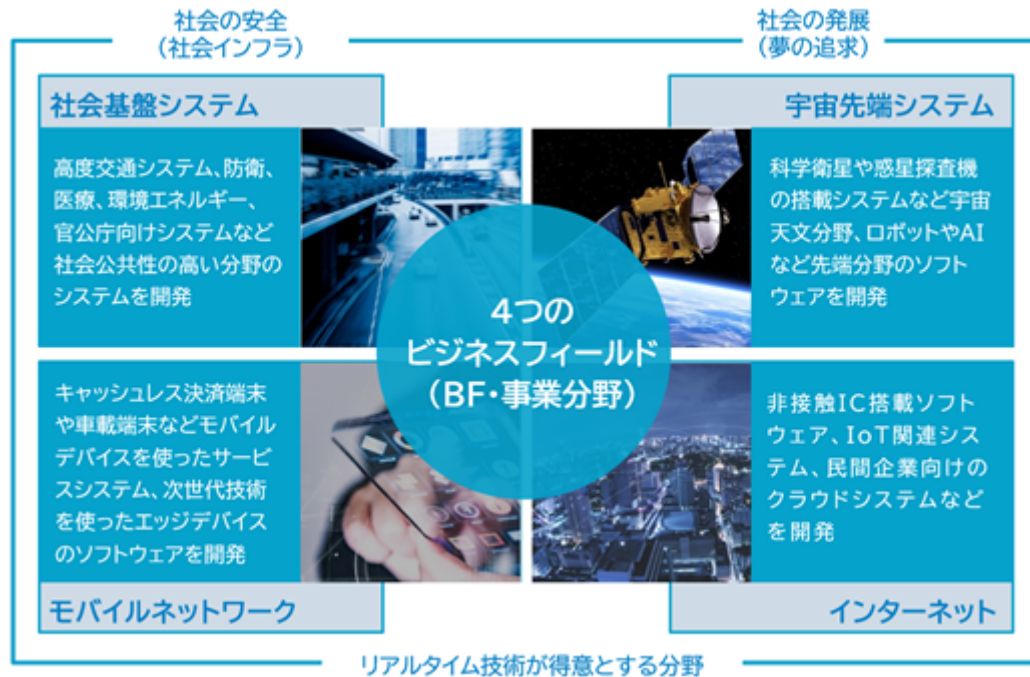 社会の安全
（社会インフラ）
社会の発展
（夢の追求）
社会基盤システム
高度交通システム、防衛、
医療、環境エネルギー、
官公庁向けシステムなど
社会公共性の高い分野の
システムを開発
宇宙先端システム
科学衛星や惑星探査機
の搭載システムなど宇宙
天文分野、ロボットやAI
など先端分野のソフト
ウェアを開発
4つの
ビジネスフィールド
（BF・事業分野）
キャッシュレス決済端末
や車載端末などモバイル
デバイスを使ったサービ
スシステム、次世代技術
を使ったエッジデバイス
のソフトウェアを開発
モバイルネットワーク
非接触IC搭載ソフト
ウェア、IoT関連シス
テム、民間企業向けの
クラウドシステムなど
を開発
インターネット
リアルタイム技術が得意とする分野